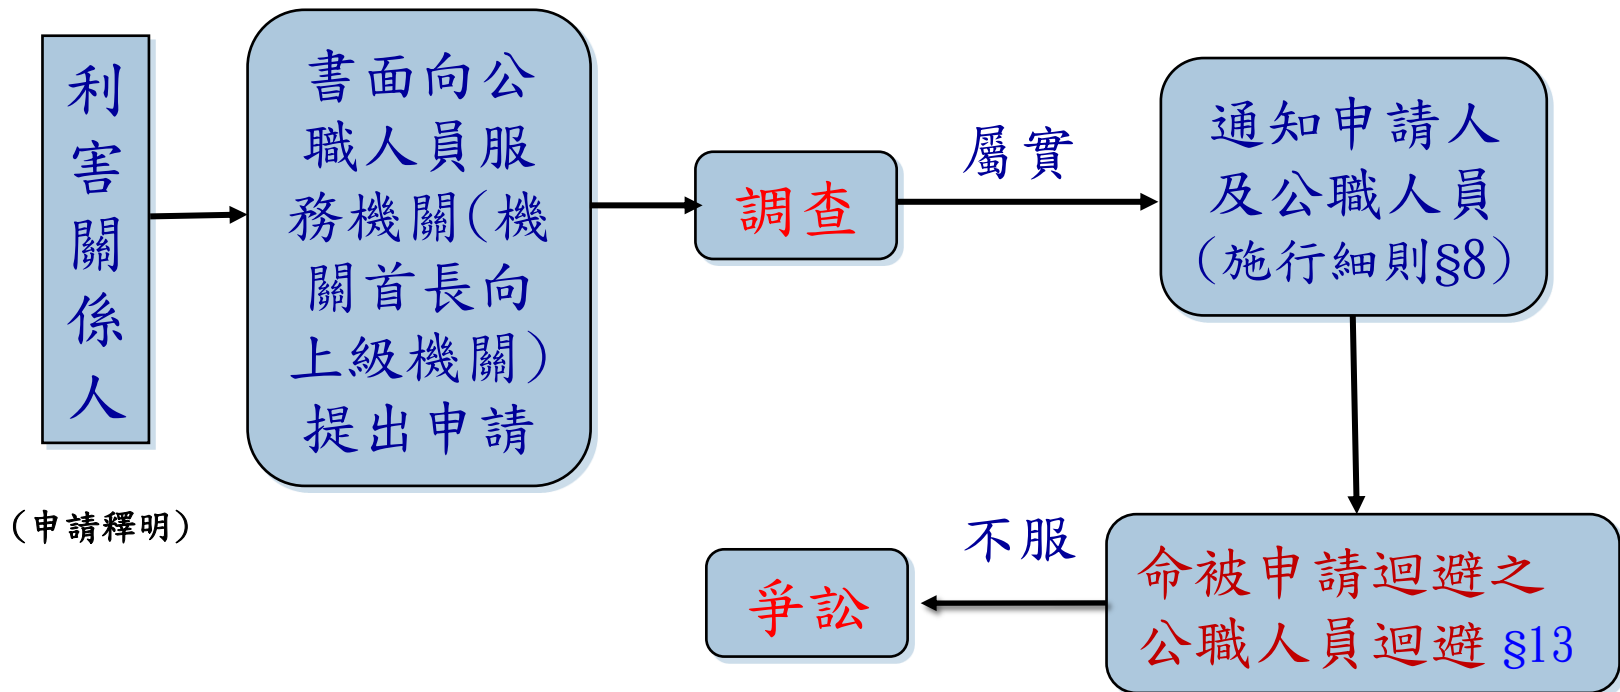 利害關係人
(申請釋明)
書面向公
職人員服
務機關(機
關首長向
上級機關)
提出申請
調查
屬實
通知申請人
及公職人員
(施行細則§8)
命被申請迴避之
公職人員迴避 §13
不服
爭訟